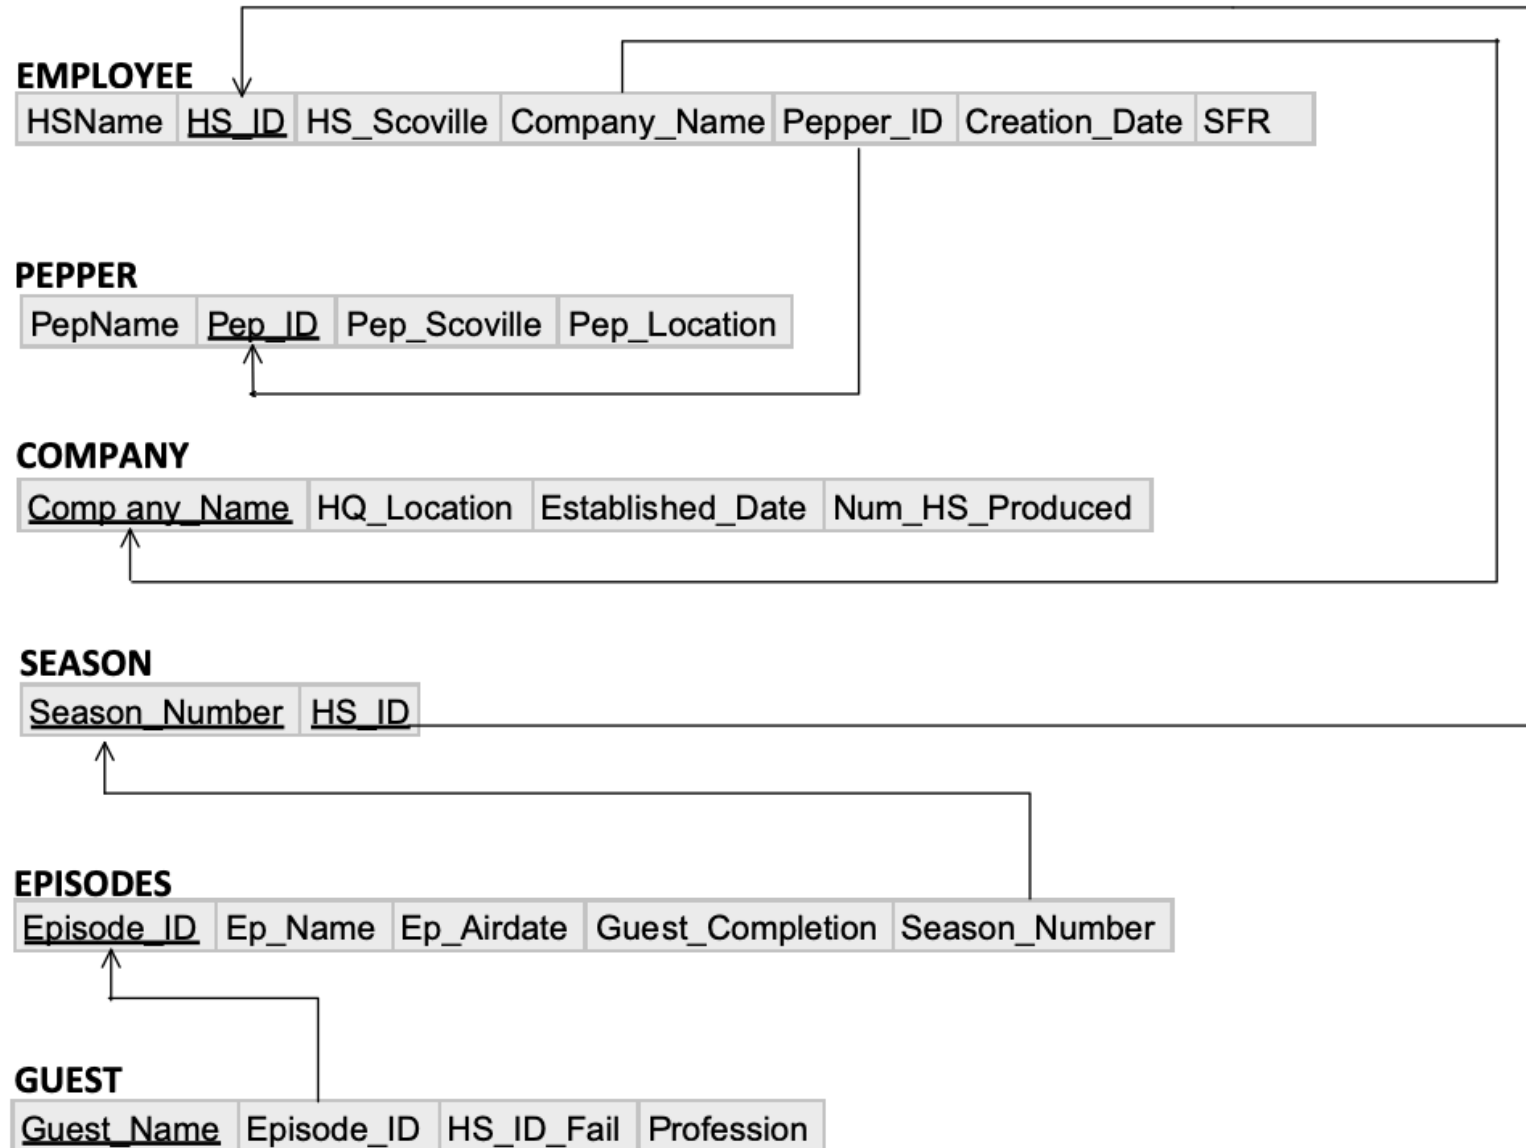 EMPLOYEE
HSName HS_ID HS_Scoville Company_Name Pepper_ID Creation_Date SFR
PEPPER
PepName Pep_ID Pep_Scoville Pep_Location
COMPANY
Comp any_Name HQ_Location Established_Date Num_HS_Produced
SEASON
Season_Number HS_ID
EPISODES
Episode_ID Ep_Name Ep_Airdate Guest_Completion Season_Number
GUEST
Guest_Name Episode_ID HS_ID_Fail Profession